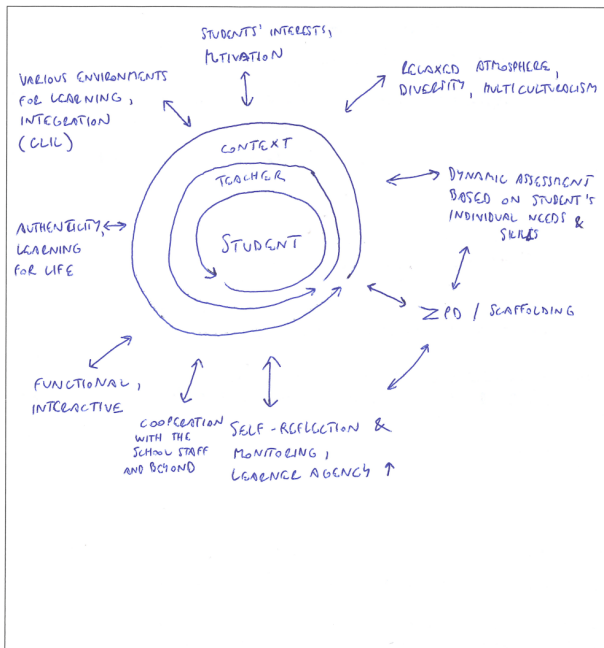 STUDENTS' INTERESTS,
MOTIVATION
RELAXED ATMOSPHERE,
DIVERSITY, MULTICULTURALISM
VARIOUS ENVIRONMENTS
FOR LEARNING,
INTEGRATION
(CLIL)
CONTEXT
TEACHER
STUDENT
DYNAMIC ASSESSMENT
BASED ON STUDENT'S
INDIVIDUAL NEEDS &
SKILLS
AUTHENTICITY,
LEARNING
FOR LIFE
ZPD / SCAFFOLDING
FUNCTIONAL,
INTERACTIVE
COOPERATION
WITH THE
SCHOOL STAFF
AND BEYOND
SELF-REFLECTION &
MONITORING,
LEARNER AGENCY ↑